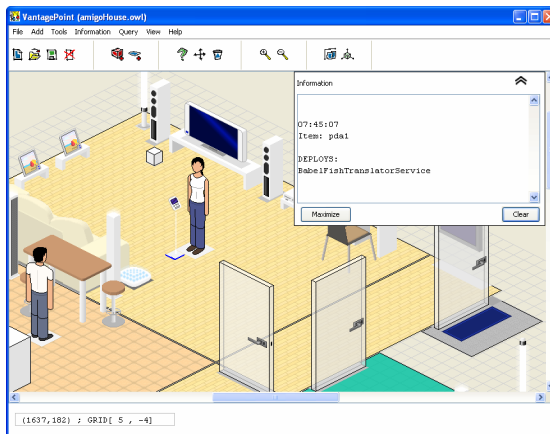 VantagePoint (amigoHouse.owl)
File Add Tools Information Query View Help
Information
07:45:07
Item: pda1
DEPLOYS:
BabelFishTranslatorService
Maximize Clear
(1637,182) ; GRID[ 5 , -4]